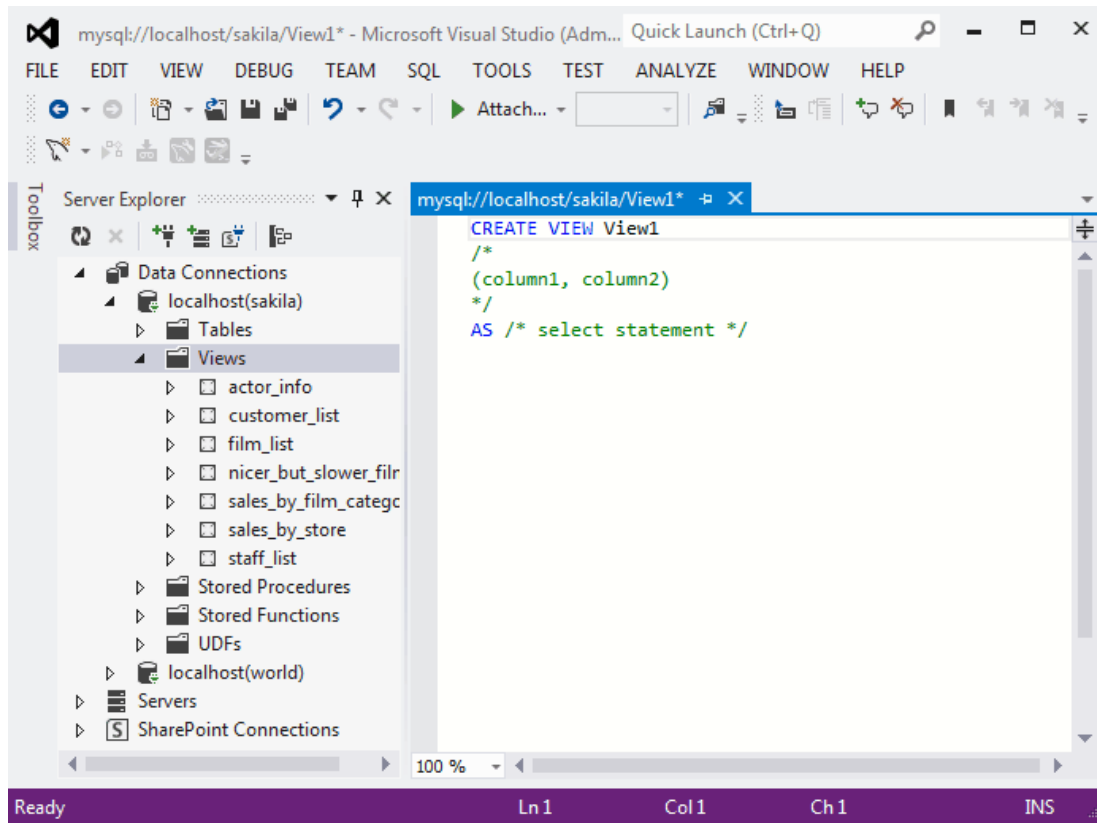 mysql://localhost/sakila/View1* - Microsoft Visual Studio (Adm... Quick Launch (Ctrl+Q)
FILE EDIT VIEW DEBUG TEAM SQL TOOLS TEST ANALYZE WINDOW HELP
Attach...
Toolbox
Server Explorer
Data Connections
localhost(sakila)
Tables
Views
actor_info
customer_list
film_list
nicer_but_slower_film
sales_by_film_catego
sales_by_store
staff_list
Stored Procedures
Stored Functions
UDFs
localhost(world)
Servers
SharePoint Connections
mysql://localhost/sakila/View1*
CREATE VIEW View1
/*
(column1, column2)
*/
AS /* select statement */
100 %
Ready Ln 1 Col 1 Ch 1 INS